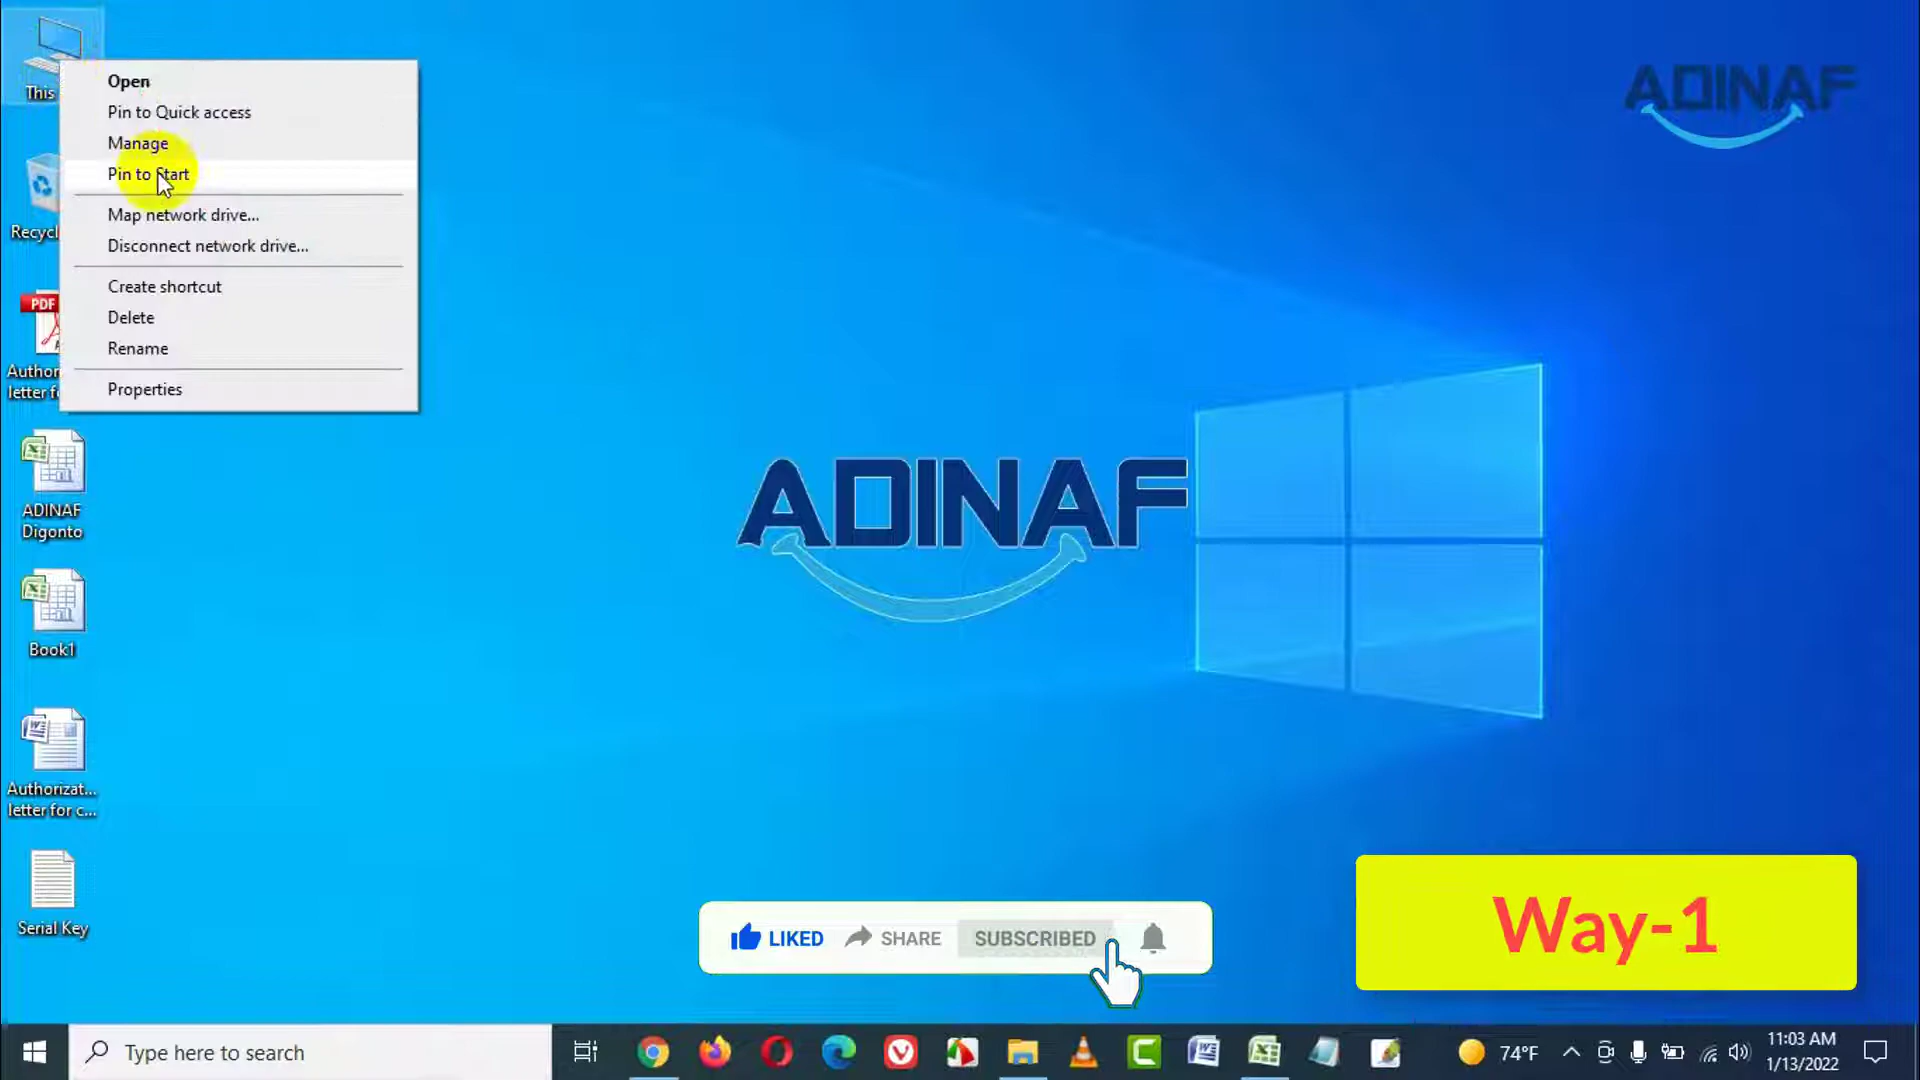 This
Open
Pin to Quick access
Manage
Pin to Start
Map network drive...
Disconnect network drive...
Create shortcut
Delete
Rename
Properties
Recycl
PDF
Author
letter f
ADINAF
Digonto
Book1
Authorizat...
letter for c...
Serial Key
ADINAF
ADINAF
LIKED
SHARE
SUBSCRIBED
Way-1
Type here to search
74°F
11:03 AM
1/13/2022